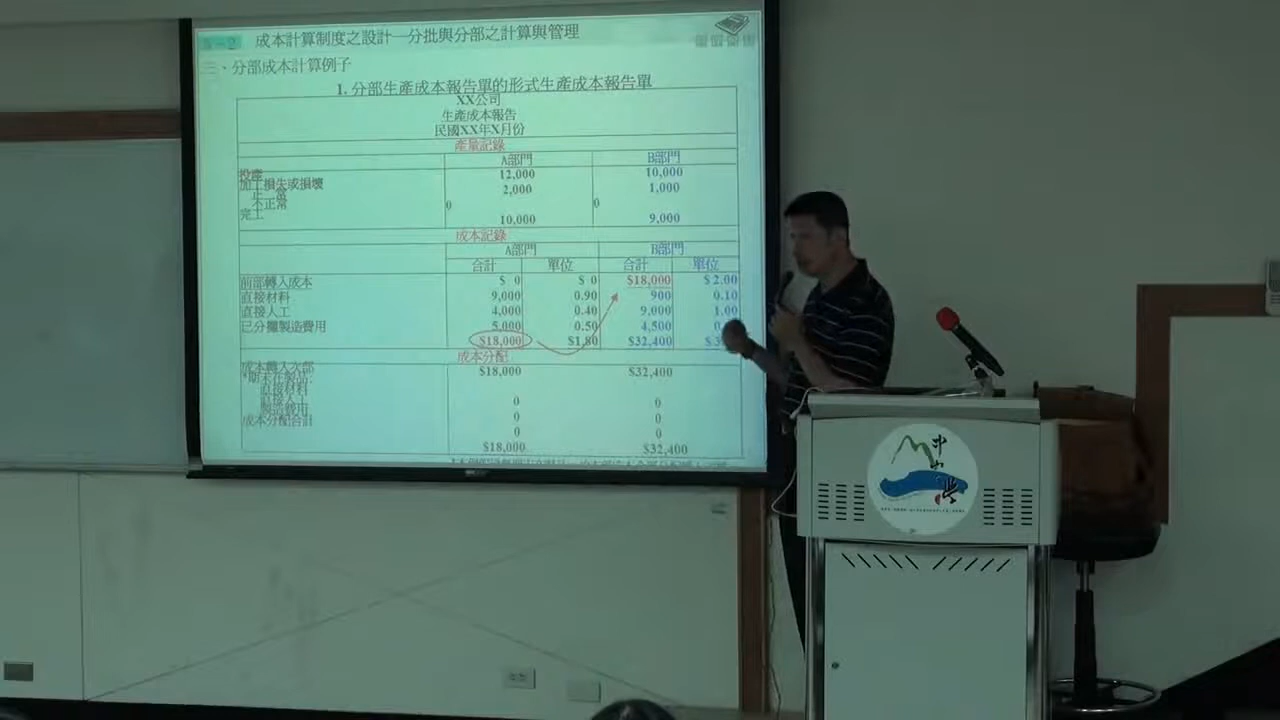 5-2 成本計算制度之設計—分批與分部之計算與管理
三、分部成本計算例子
1. 分部生產成本報告單的形式生產成本報告單
XX公司
生產成本報告
民國XX年X月份
產量記錄
A部門 B部門
投產 12,000 10,000
加工損失或損壞
正 常 2,000 1,000
不正常 0 0
完工 10,000 9,000
成本記錄
A部門 B部門
合計 單位 合計 單位
前部轉入成本 $ 0 $ 0 $18,000 $2.00
直接材料 9,000 0.90 900 0.10
直接人工 4,000 0.40 9,000 1.00
已分攤製造費用 5,000 0.50 4,500
$18,000 $1.80 $32,400
成本分配
成本轉入次部 $18,000 $32,400
直接材料 0 0
直接人工 0 0
製造費用 0 0
成本分配合計 $18,000 $32,400
中山學